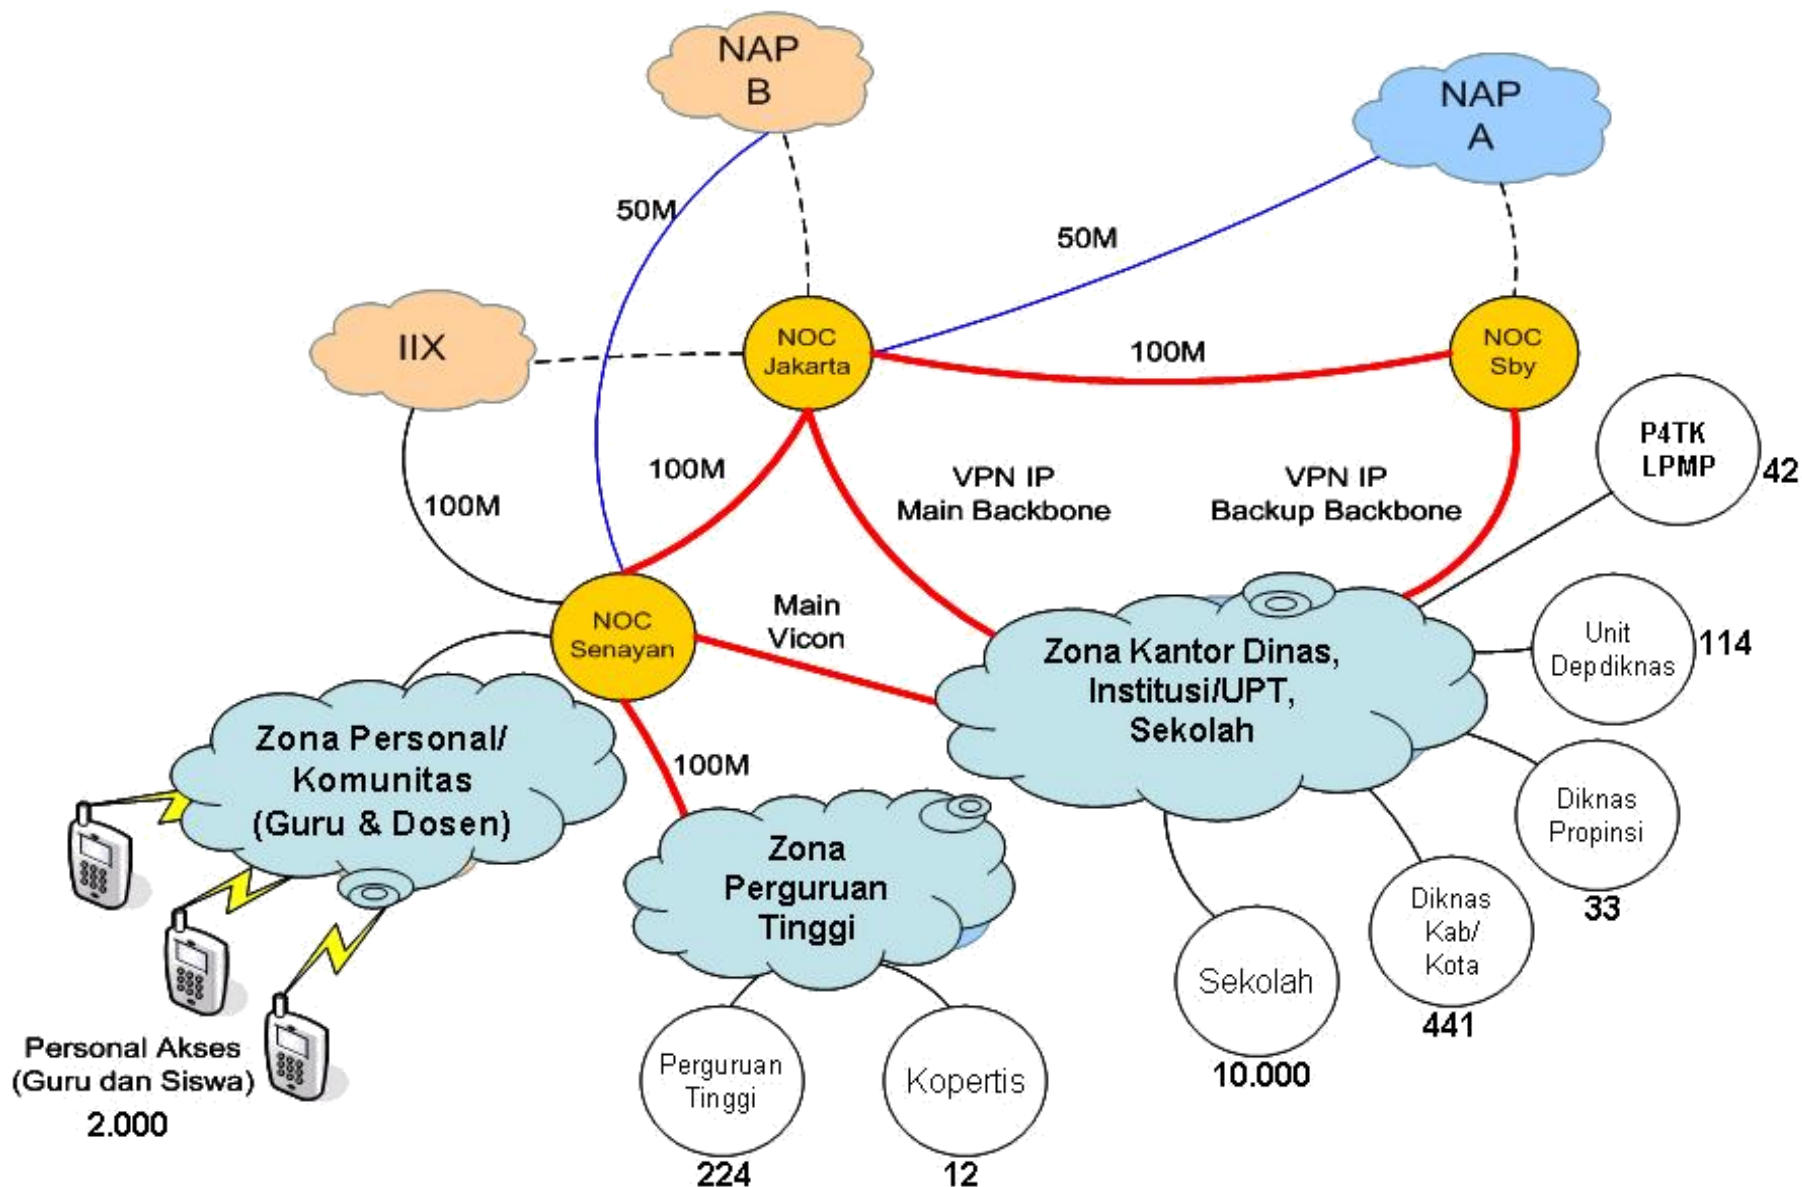 NAP
B
NAP
A
50M
50M
IIX
NOC
Jakarta
100M
NOC
Sby
P4TK
LPMP
42
100M
VPN IP
Main Backbone
VPN IP
Backup Backbone
100M
NOC
Senayan
Main
Vicon
Zona Kantor Dinas,
Institusi/UPT,
Sekolah
Unit
Depdiknas
114
Zona Personal/
Komunitas
(Guru & Dosen)
100M
Diknas
Propinsi
33
Zona
Perguruan
Tinggi
Diknas
Kab/
Kota
441
Sekolah
10.000
Personal Akses
(Guru dan Siswa)
2.000
Perguruan
Tinggi
224
Kopertis
12